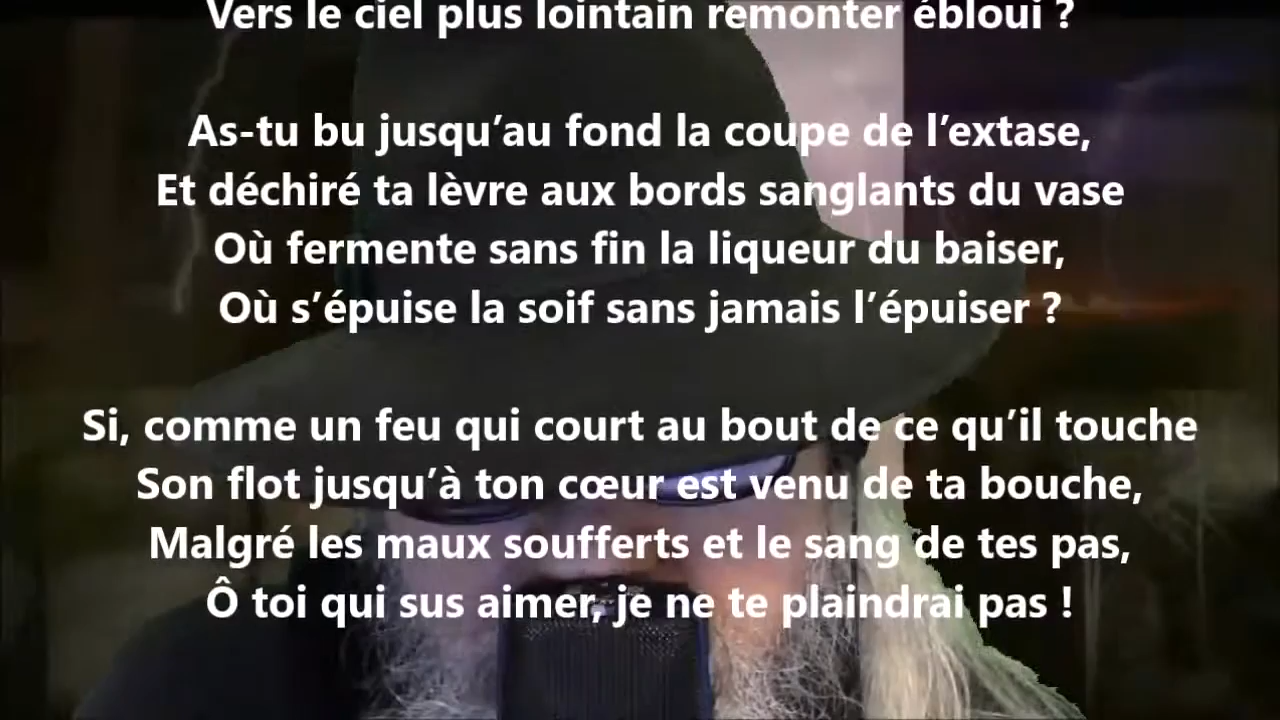 Vers le ciel plus lointain remonter ébloui ?
As-tu bu jusqu’au fond la coupe de l’extase,
Et déchiré ta lèvre aux bords sanglants du vase
Où fermente sans fin la liqueur du baiser,
Où s’épuise la soif sans jamais l’épuiser ?
Si, comme un feu qui court au bout de ce qu’il touche
Son flot jusqu’à ton cœur est venu de ta bouche,
Malgré les maux soufferts et le sang de tes pas,
Ô toi qui sus aimer, je ne te plaindrai pas !